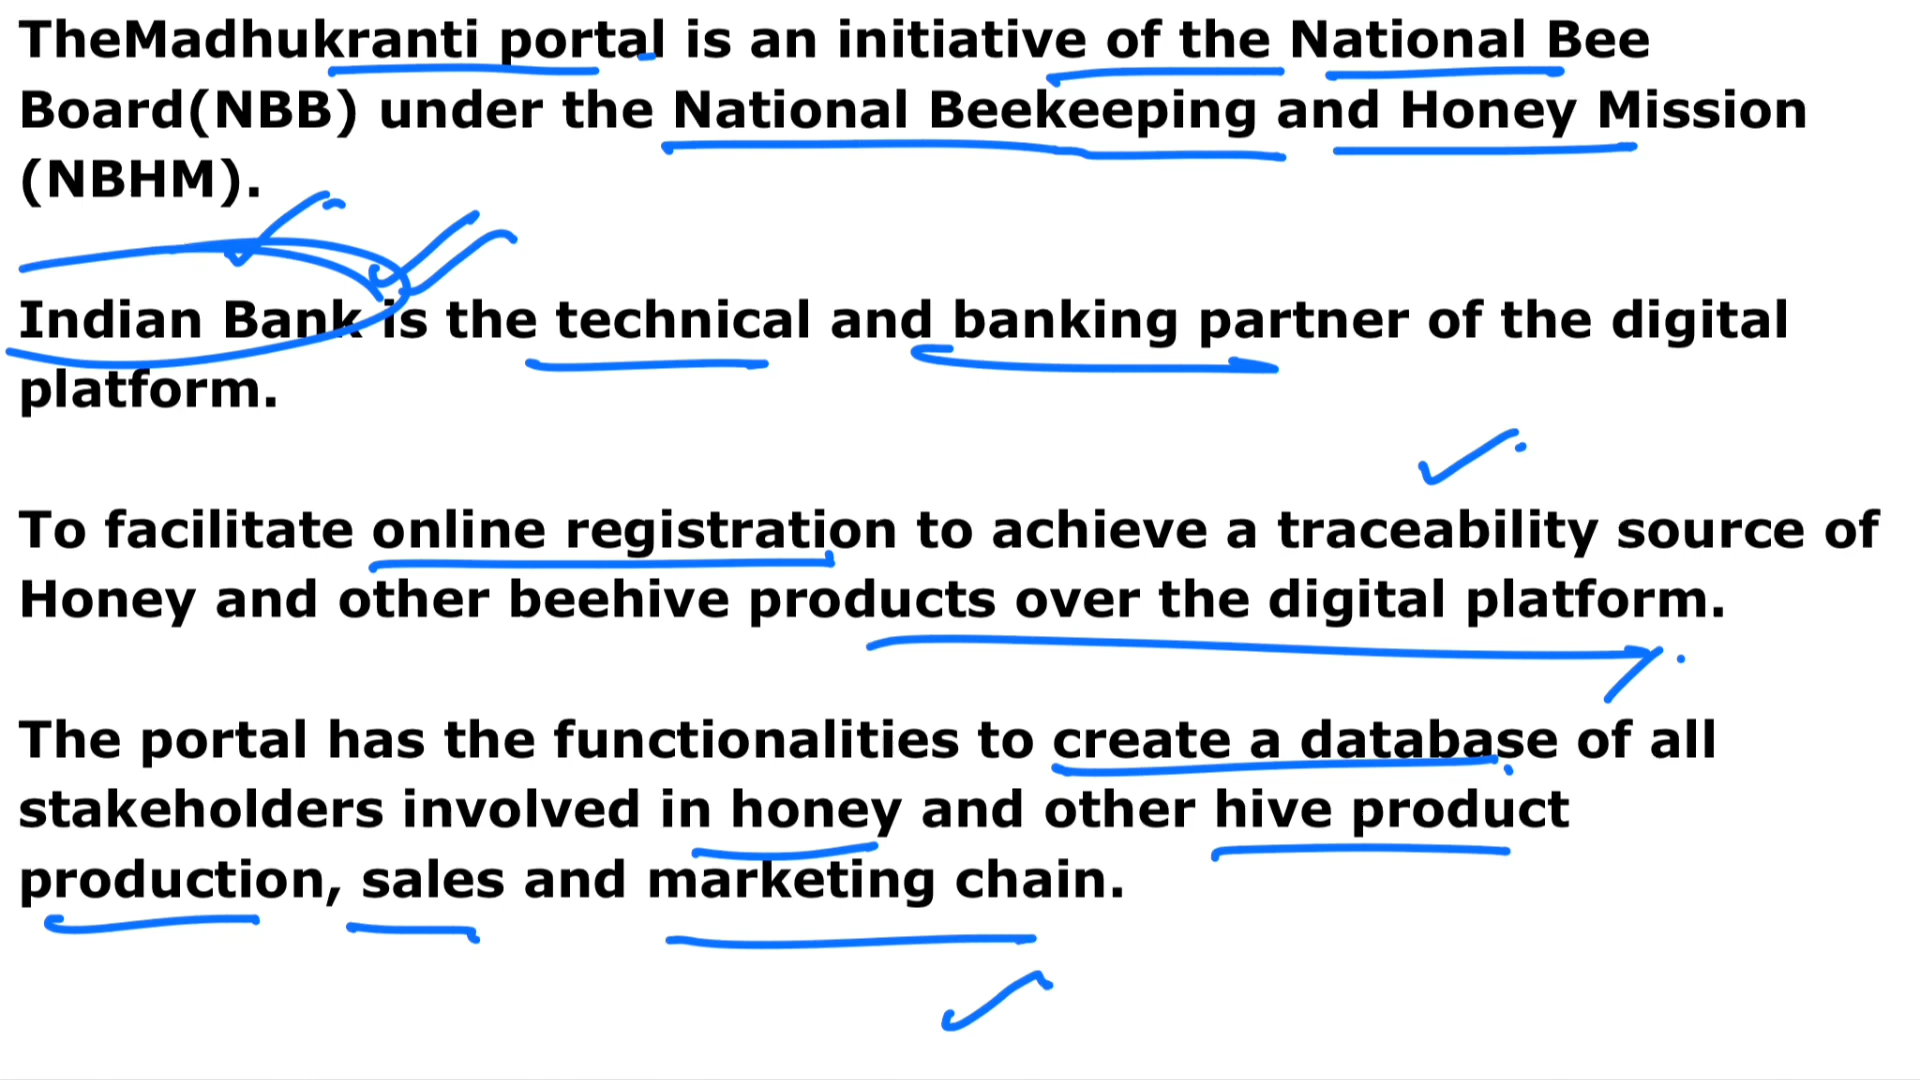 TheMadhukranti portal is an initiative of the National Bee
Board(NBB) under the National Beekeeping and Honey Mission
(NBHM).
Indian Bank is the technical and banking partner of the digital
platform.
To facilitate online registration to achieve a traceability source of
Honey and other beehive products over the digital platform.
The portal has the functionalities to create a database of all
stakeholders involved in honey and other hive product
production, sales and marketing chain.